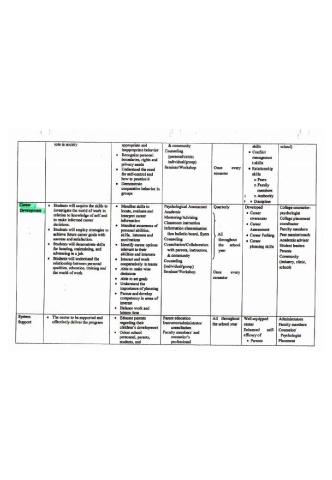 role in society
appropriate and
inappropriate behavior
Recognize personal
boundaries, rights and
privacy needs
Understand the need
for self-control and
how to practice it
Demonstrate
cooperative behavior in
groups
& community
Counseling
(personal/crisis;
individual/group)
Seminar/Workshop
Once every
semester
skills
Conflict
management
skills
Relationship
skills
Peers
Family
members
Authority
Discipline
school)
Career
Development
Students will acquire the skills to
investigate the world of work in
relation to knowledge of self and
to make informed career
decisions.
Students will employ strategies to
achieve future career goals with
success and satisfaction.
Students will demonstrate skills
for locating, maintaining, and
advancing in a job.
Students will understand the
relationship between personal
qualities, education, training and
the world of work.
Manifest skills to
locate, evaluate and
interpret career
information
Manifest awareness of
personal abilities,
skills, interests and
motivations
Identify career options
relevant to their
abilities and interests
Interact and work
cooperatively in teams
Able to make wise
decisions
Able to set goals
Understand the
importance of planning
Pursue and develop
competency in areas of
interest
Balance work and
leisure time
Psychological Assessment
Academic
Mentoring/Advising
Classroom instruction
Information dissemination
thru bulletin board, flyers
Counseling
Consultation/Collaboration
with parents, instructors,
& community
Counseling
(individual/group)
Seminar/Workshop
Quarterly
All
throughout
the school
year
Once every
semester
Developed
Career
awareness
Career
Assessment
Career Pathing
Career
planning skills
College counselor/
psychologist
College placement
coordinator
Faculty members
Peer mentors/coach
Academic adviser
Student leaders
Parents
Community
(industry, clinic,
school)
System
Support
The center to be supported and
effectively deliver the program
Educate parents
regarding their
children's development
Orient school
personnel, parents,
students, and
Parent education
Instructor/administrator
consultation
Faculty members' and
counselor's
professional
All throughout
the school year
Well equipped
center
Enhanced self-
efficacy of
Parents
Administrators
Faculty members
Counselor/
Psychologist
Placement